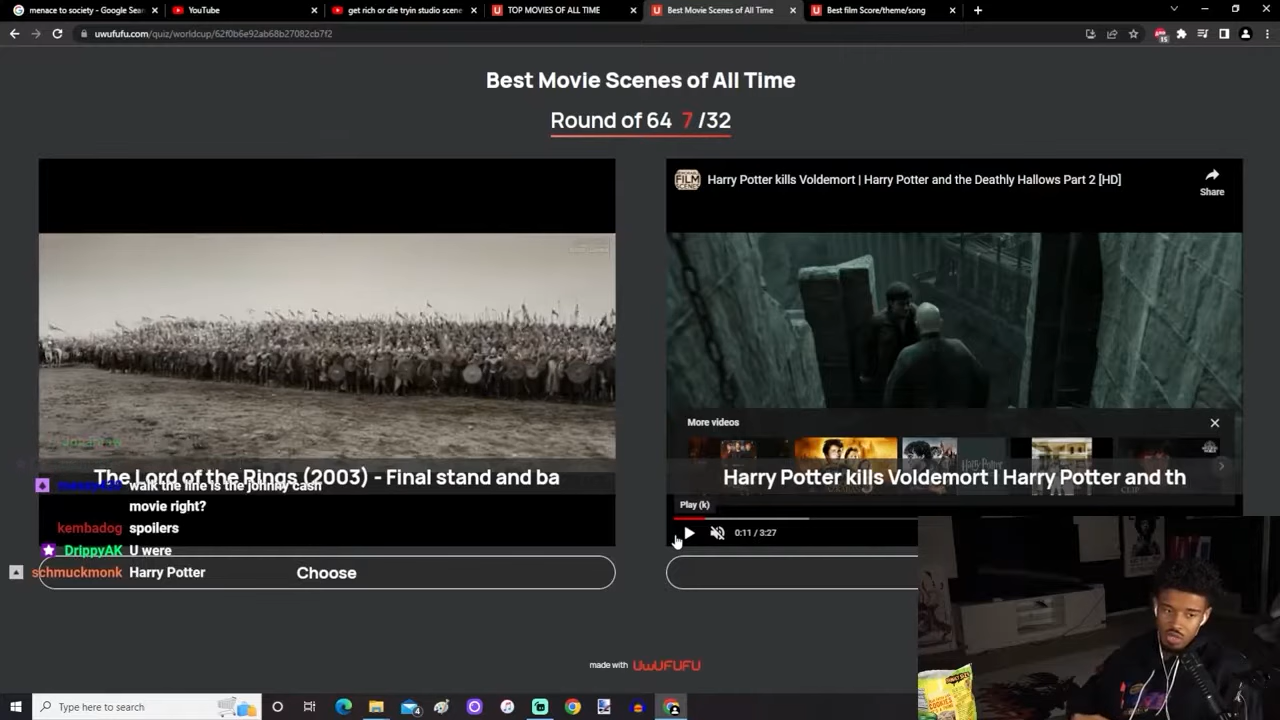 menace to society - Google Sear
YouTube
get rich or die tryin studio scene
TOP MOVIES OF ALL TIME
Best Movie Scenes of All Time
Best film Score/theme/song
uwufufu.com/quiz/worldcup/62f0b6e92ab68b27082cb7f2
15
Best Movie Scenes of All Time
Round of 64 7 /32
Harry Potter kills Voldemort | Harry Potter and the Deathly Hallows Part 2 [HD]
Share
FILM
SCENES
More videos
The Lord of the Rings (2003) - Final stand and ba
Harry Potter kills Voldemort | Harry Potter and th
walk the line is the johnny cash
movie right?
kembadog spoilers
DrippyAK U were
schmuckmonk Harry Potter
Play (k)
0:11 / 3:27
Choose
made with UWUFUFU
Type here to search
4